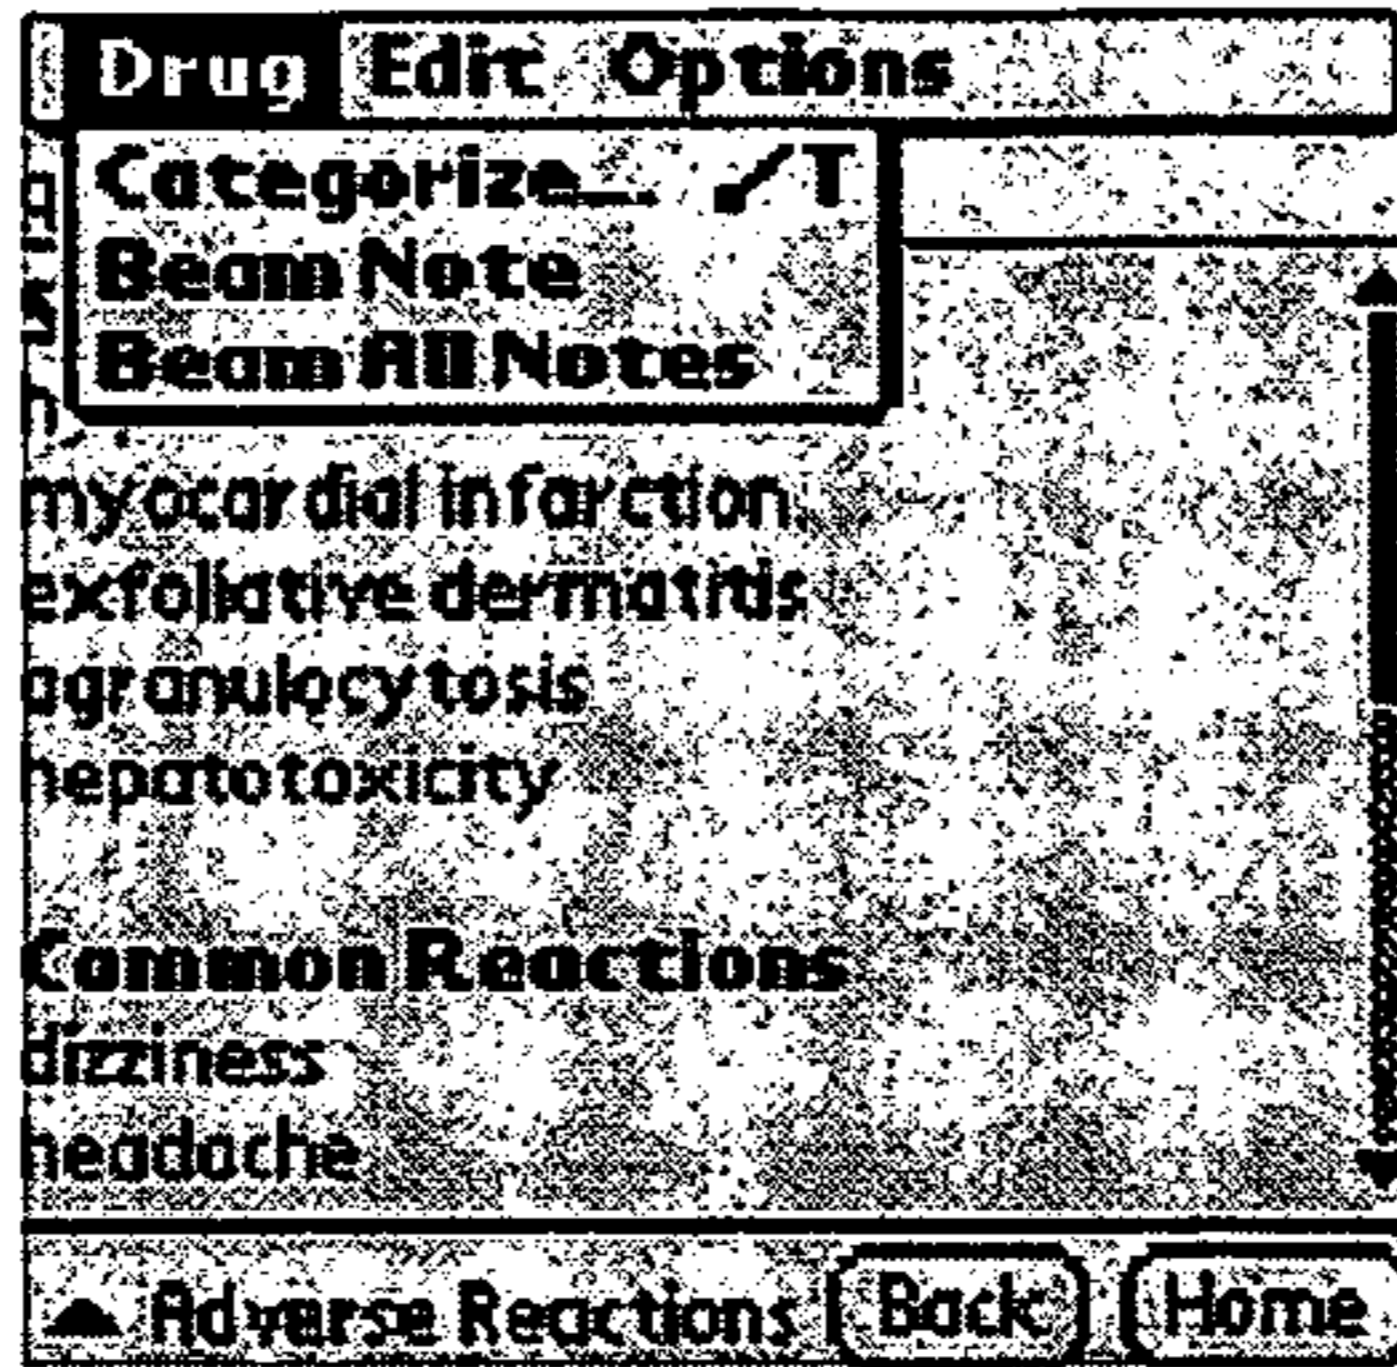 Drug Edit Options
Categorize... /T
Beam Note
Beam All Notes
myocardial infarction
exfoliative dermatitis
agranulocytosis
hepatotoxicity
Common Reactions
dizziness
headache
Adverse Reactions Back Home